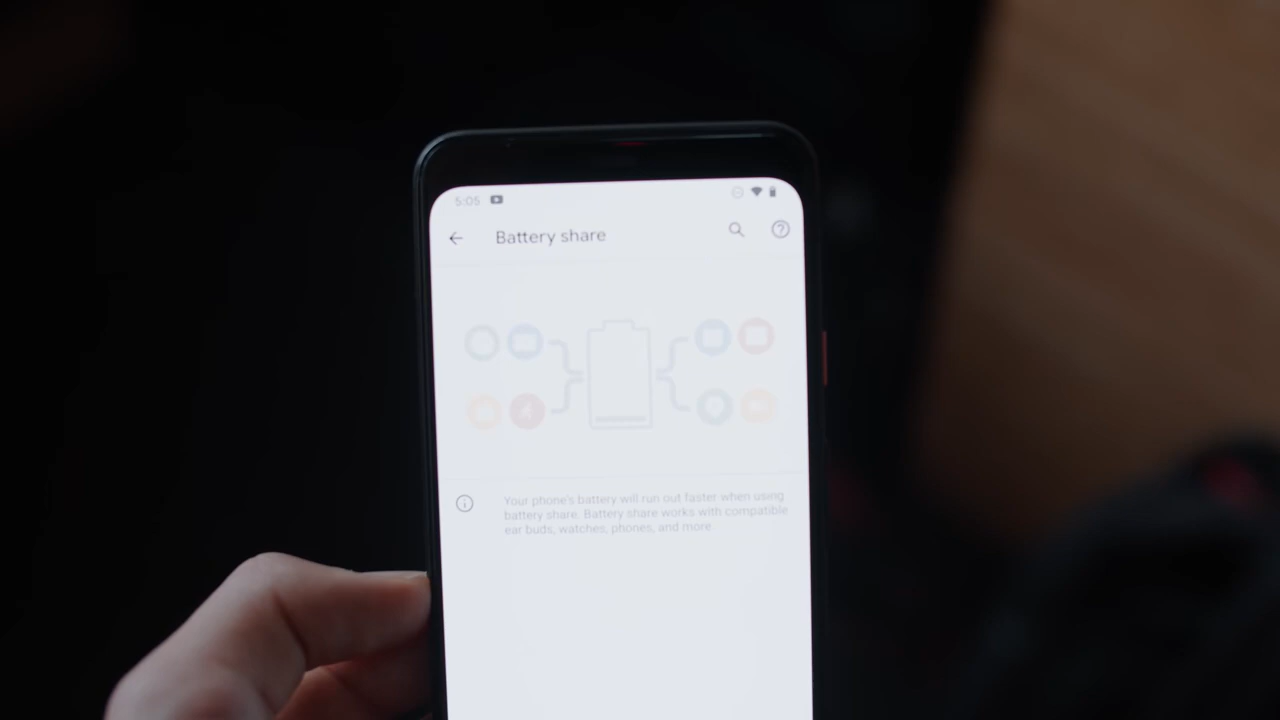 5:05
Battery share
Your phone's battery will run out faster when using
battery share. Battery share works with compatible
ear buds, watches, phones, and more.